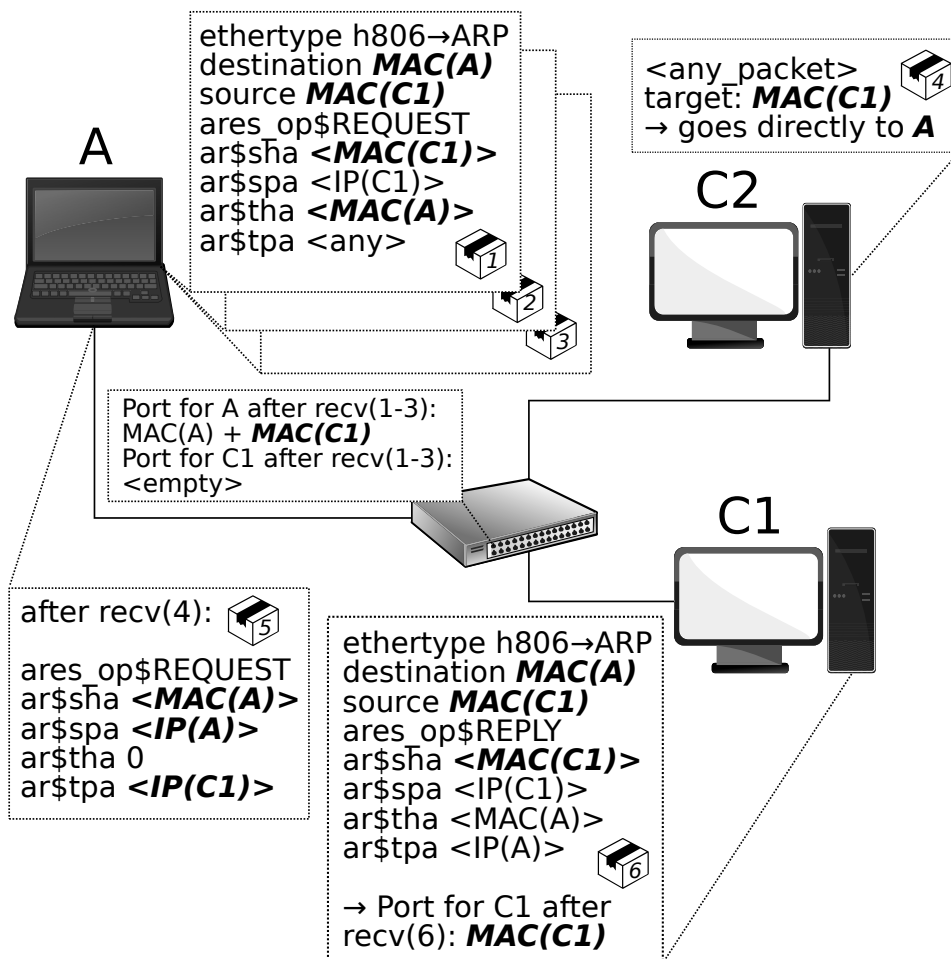 ethertype h806→ARP
destination MAC(A)
source MAC(C1)
ares_op$REQUEST
ar$sha <MAC(C1)>
ar$spa <IP(C1)>
ar$tha <MAC(A)>
ar$tpa <any>
1
2
3
A
<any_packet>
target: MAC(C1)
→ goes directly to A
4
C2
Port for A after recv(1-3):
MAC(A) + MAC(C1)
Port for C1 after recv(1-3):
<empty>
C1
after recv(4):
5
ares_op$REQUEST
ar$sha <MAC(A)>
ar$spa <IP(A)>
ar$tha 0
ar$tpa <IP(C1)>
ethertype h806→ARP
destination MAC(A)
source MAC(C1)
ares_op$REPLY
ar$sha <MAC(C1)>
ar$spa <IP(C1)>
ar$tha <MAC(A)>
ar$tpa <IP(A)>
6
→ Port for C1 after
recv(6): MAC(C1)